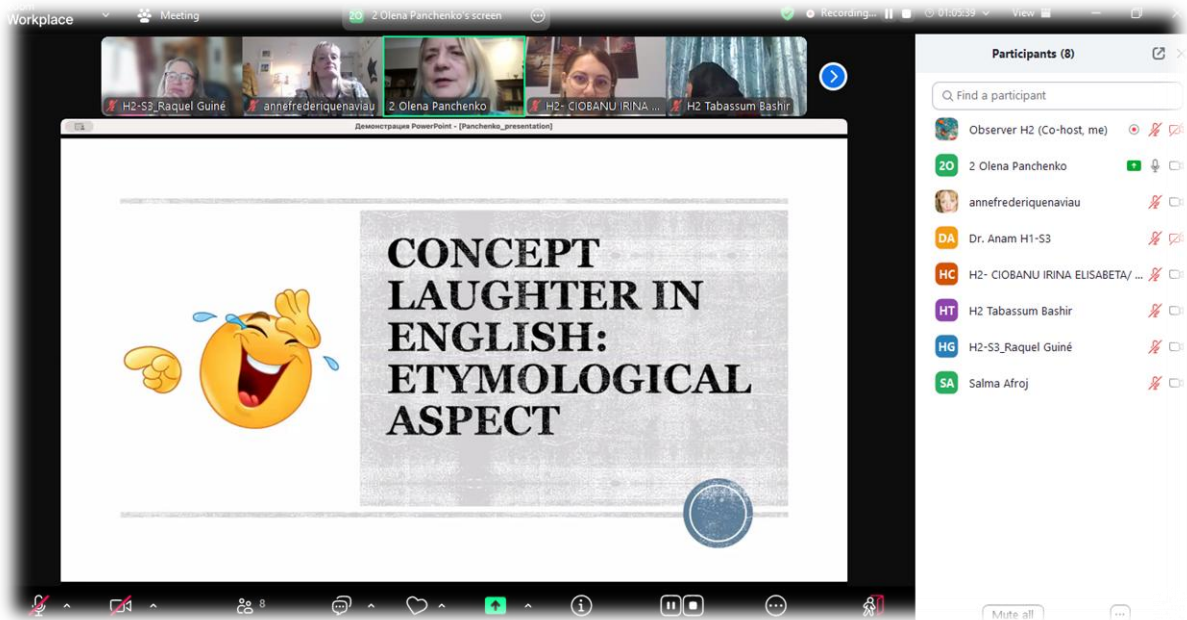 Workplace
Meeting
20 2 Olena Panchenko's screen
Recording...
01:05:39
View
H2-S3_Raquel Guiné
annefrederiquenaviau
2 Olena Panchenko
H2- CIOBANU IRINA ...
H2 Tabassum Bashir
Демонстрация PowerPoint - [Panchenko_presentation]
CONCEPT
LAUGHTER IN
ENGLISH:
ETYMOLOGICAL
ASPECT
Participants (8)
Find a participant
Observer H2 (Co-host, me)
2O 2 Olena Panchenko
annefrederiquenaviau
DA Dr. Anam H1-S3
HC H2- CIOBANU IRINA ELISABETA/ ...
HT H2 Tabassum Bashir
HG H2-S3_Raquel Guiné
SA Salma Afroj
8
Mute all